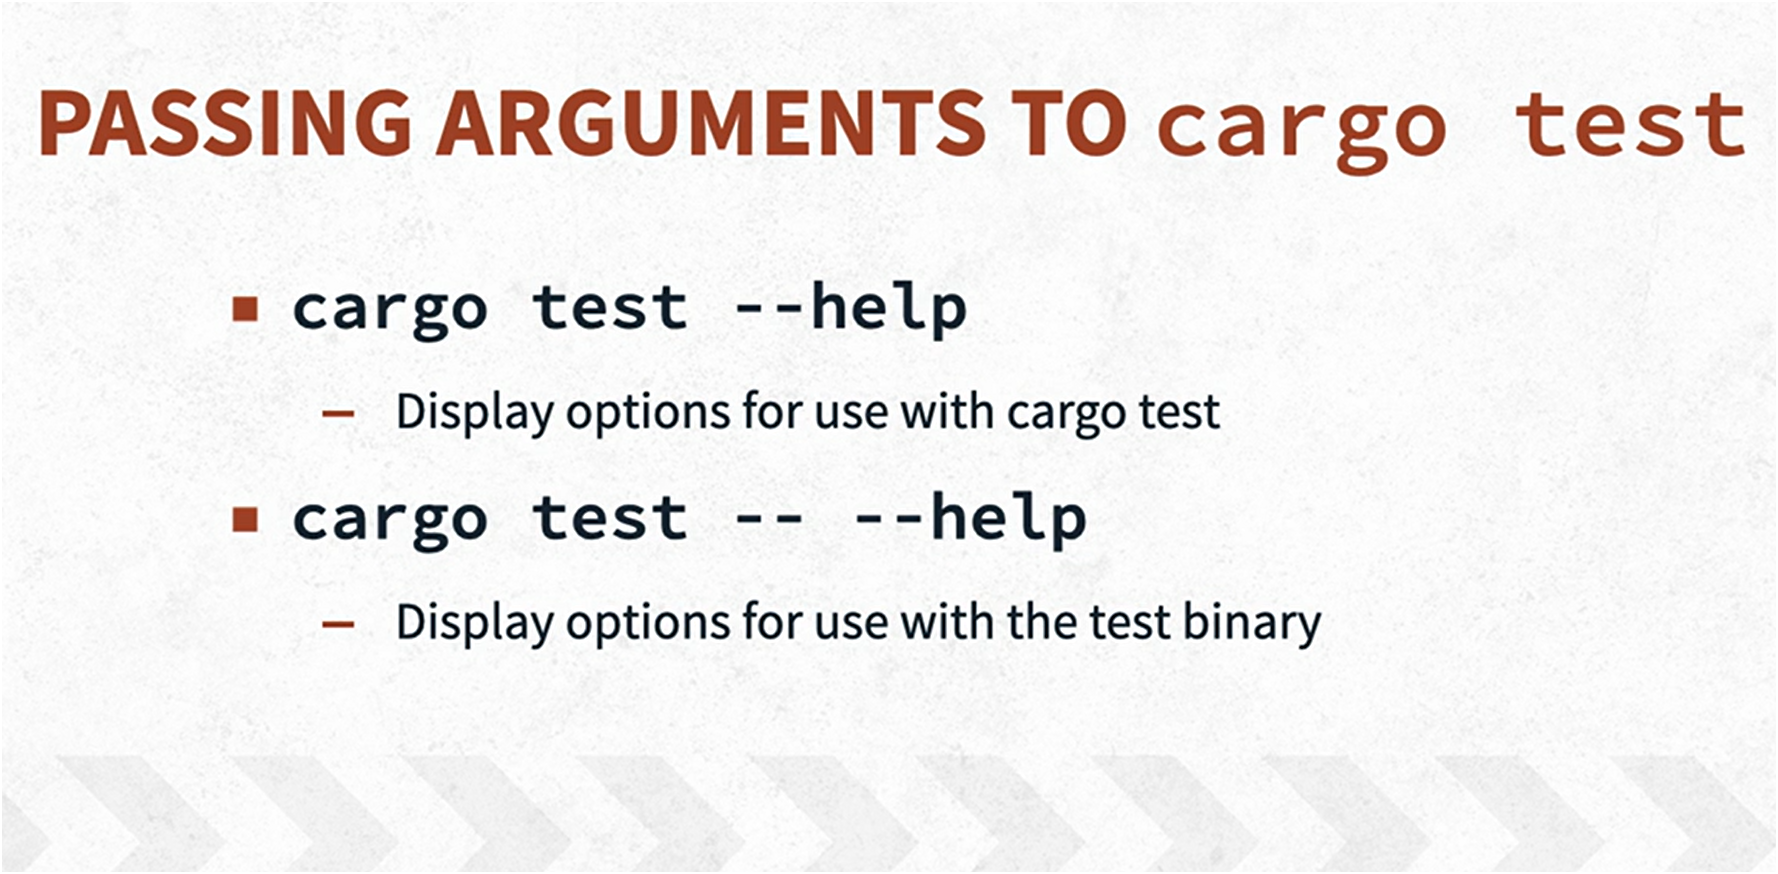 PASSING ARGUMENTS TO cargo test
▪ cargo test --help
– Display options for use with cargo test
▪ cargo test -- --help
– Display options for use with the test binary